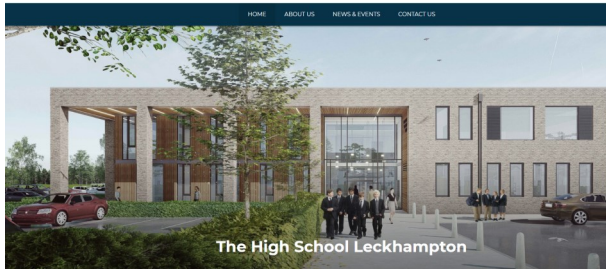 HOME ABOUT US NEWS & EVENTS CONTACT US
The High School Leckhampton